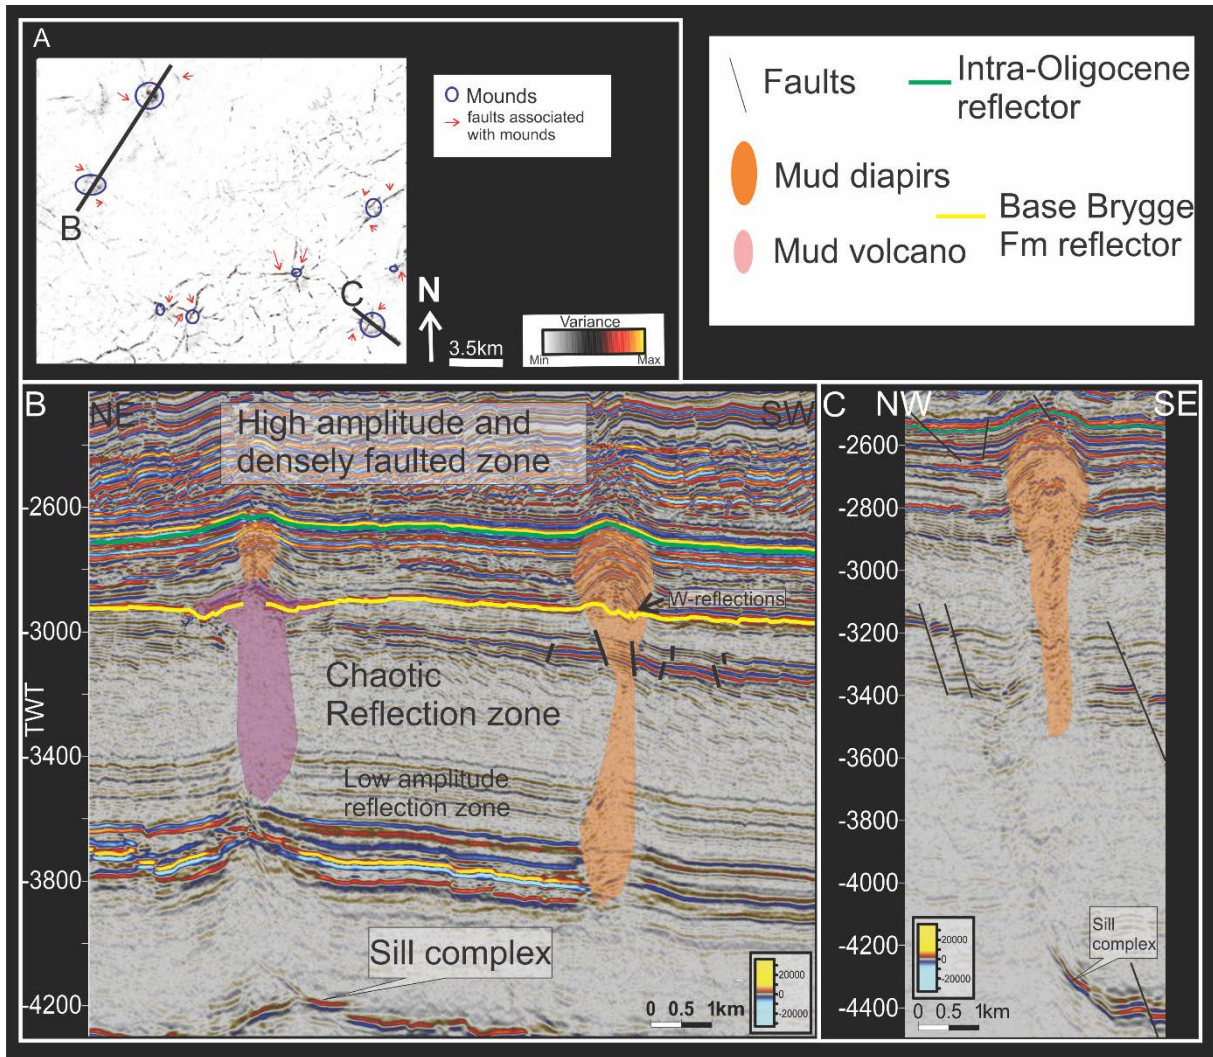 A
Mounds
faults associated
with mounds
B
C
N
3.5km
Variance
Min
Max
Faults
Intra-Oligocene
reflector
Mud diapirs
Base Brygge
Fm reflector
Mud volcano
B
NE
SW
High amplitude and
densely faulted zone
-2600
-3000
-3400
-3800
-4200
TWT
W-reflections
Chaotic
Reflection zone
Low amplitude
reflection zone
Sill complex
0 0.5 1km
20000
0
-20000
C
NW
SE
-2600
-2800
-3000
-3200
-3400
-3600
-3800
-4000
-4200
-4400
Sill
complex
20000
0
-20000
0 0.5 1km